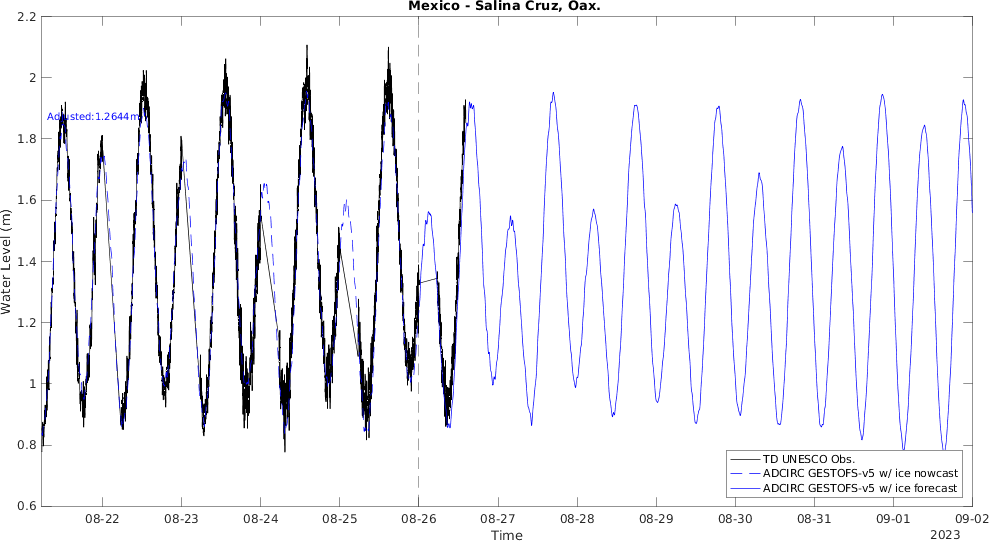 Mexico - Salina Cruz, Oax.
2.2
2
1.8
1.6
1.4
1.2
1
0.8
0.6
Water Level (m)
Adjusted:1.2644m
TD UNESCO Obs.
ADCIRC GESTOFS-v5 w/ ice nowcast
ADCIRC GESTOFS-v5 w/ ice forecast
08-22 08-23 08-24 08-25 08-26 08-27 08-28 08-29 08-30 08-31 09-01 09-02
Time
2023